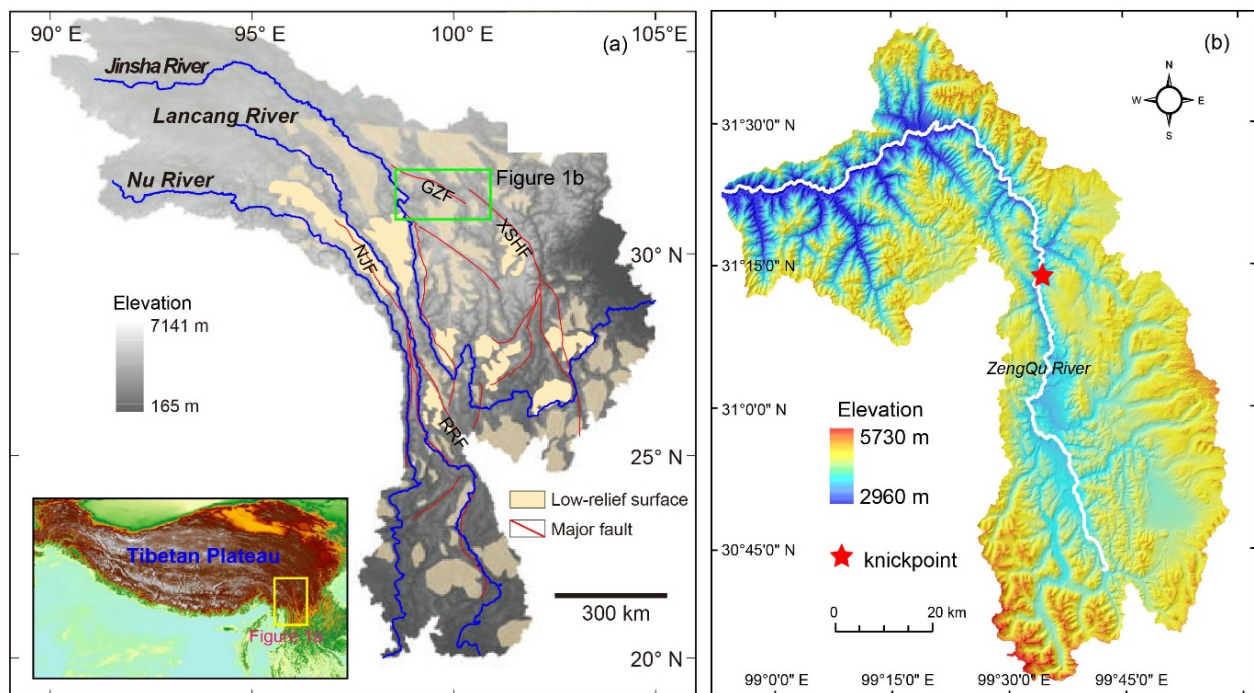 90° E
95° E
100° E
105°E
(a)
Jinsha River
Lancang River
Nu River
GZF
Figure 1b
XSHF
NJF
30° N
Elevation
7141 m
165 m
RRF
25° N
Low-relief surface
Major fault
Tibetan Plateau
Figure 1a
300 km
20° N
(b)
N
W
E
S
31°30'0" N
31°15'0" N
ZengQu River
31°0'0" N
Elevation
5730 m
2960 m
30°45'0" N
knickpoint
0
20 km
99°0'0" E
99°15'0" E
99°30'0" E
99°45'0" E